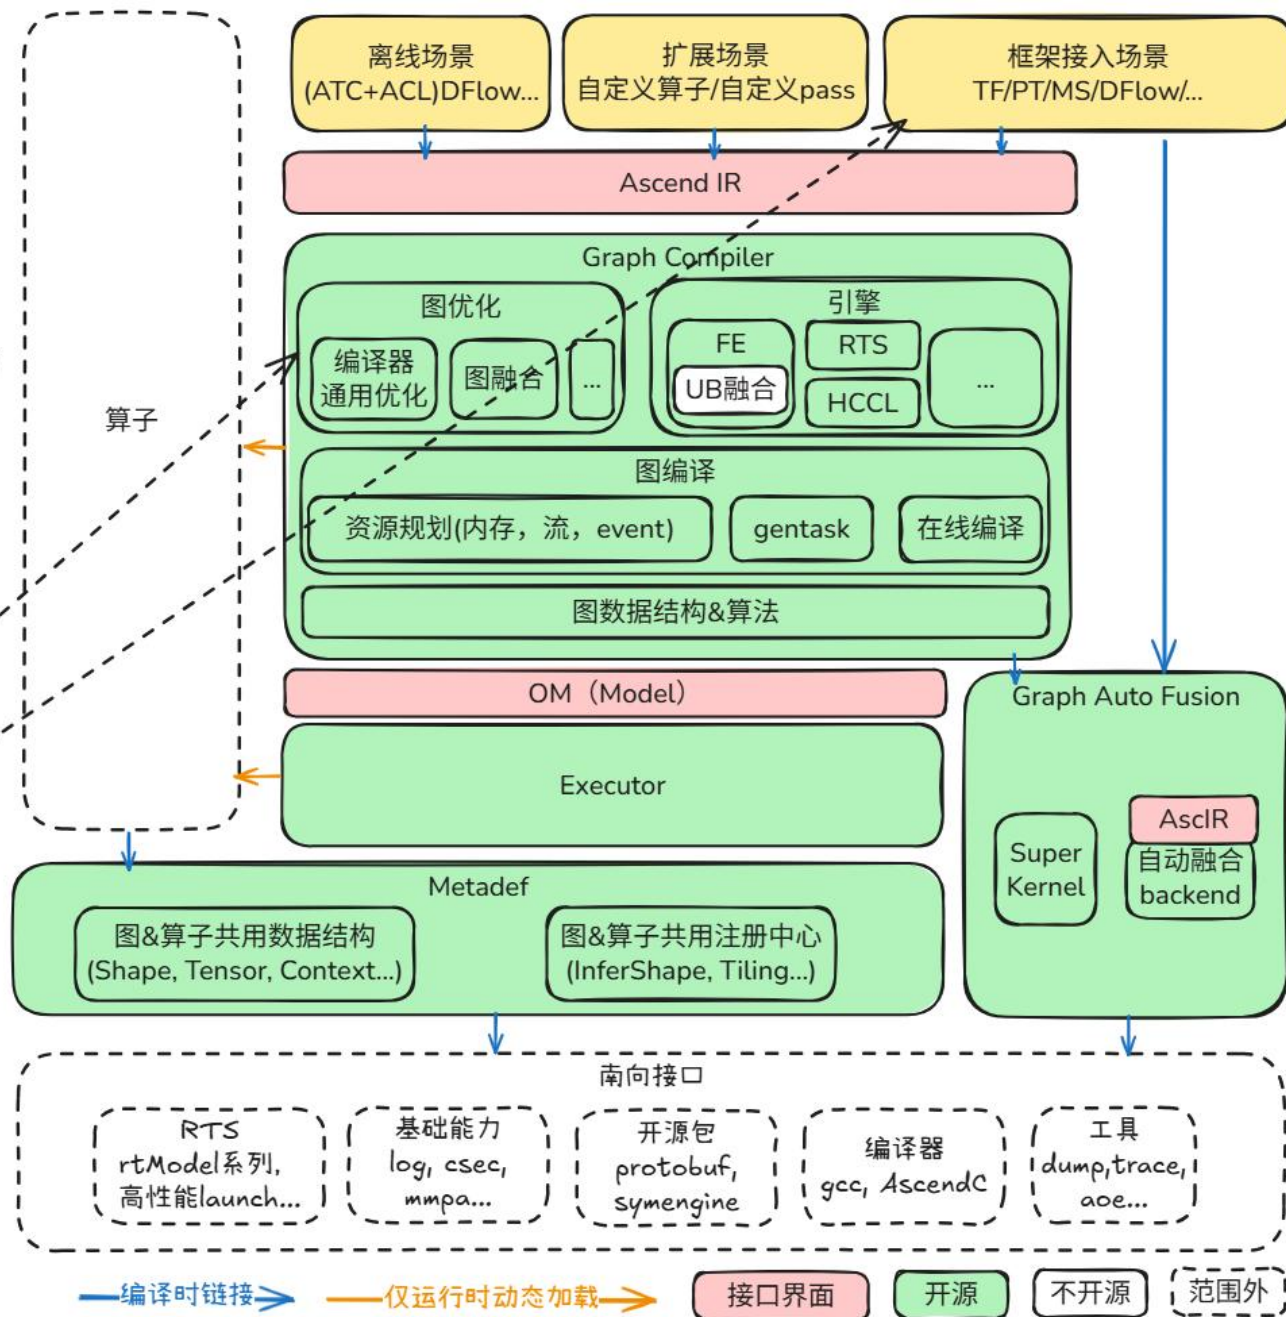 离线场景
(ATC+ACL)DFlow...
扩展场景
自定义算子/自定义pass
框架接入场景
TF/PT/MS/DFlow/...
Ascend IR
Graph Compiler
图优化
编译器
通用优化
图融合
...
引擎
FE
UB融合
RTS
HCCL
...
算子
图编译
资源规划(内存，流，event)
gentask
在线编译
图数据结构&算法
OM（Model）
Executor
Graph Auto Fusion
Super
Kernel
AscIR
自动融合
backend
Metadef
图&算子共用数据结构
(Shape, Tensor, Context...)
图&算子共用注册中心
(InferShape, Tiling...)
南向接口
RTS
rtModel系列,
高性能launch...
基础能力
log, csec,
mmpa...
开源包
protobuf,
symengine
编译器
gcc, AscendC
工具
dump,trace,
aoe...
编译时链接
仅运行时动态加载
接口界面
开源
不开源
范围外